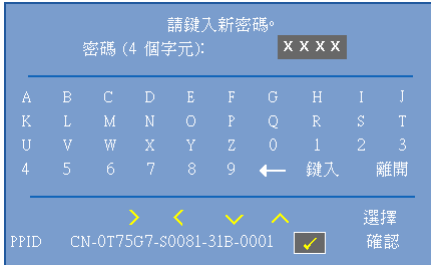 請鍵入新密碼。
密碼 (4 個字元): X X X X
A B C D E F G H I J
K L M N O P Q R S T
U V W X Y Z 0 1 2 3
4 5 6 7 8 9 ← 鍵入 離開
選擇
PPID CN-0T75G7-S0081-31B-0001 ✓ 確認